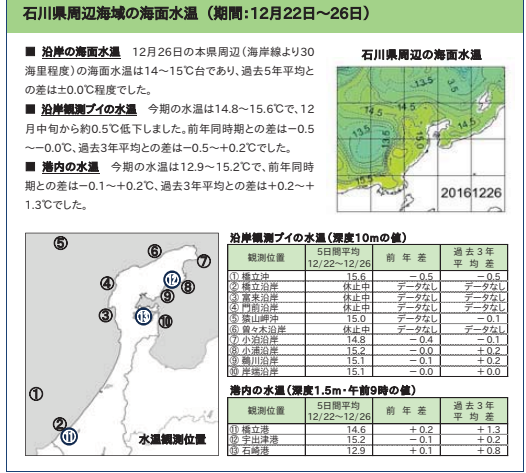 石川県周辺海域の海面水温（期間：12月22日～26日）
■ 沿岸の海面水温　12月26日の本県周辺（海岸線より30
海里程度）の海面水温は14～15℃台であり、過去5年平均と
の差は±0.0℃程度でした。
■ 沿岸観測ブイの水温　今期の水温は14.8～15.6℃で、12
月中旬から約0.5℃低下しました。前年同時期との差は－0.5
～－0.0℃、過去3年平均との差は－0.5～＋0.2℃でした。
■ 港内の水温　今期の水温は12.9～15.2℃で、前年同時
期との差は－0.1～＋0.2℃、過去3年平均との差は＋0.2～＋
1.3℃でした。
石川県周辺の海面水温
13.5
14.5
14.5
13.5
15.5
20161226
⑤
⑥
⑦
④
⑫
⑧
⑨
③
⑬
⑩
①
②
⑪
水温観測位置
沿岸観測ブイの水温（深度10mの値）
観測位置 5日間平均 12/22～12/26 前 年 差 過 去 3 年 平 均 差
① 橋立沖 15.6 －0.5 －0.5
② 橋立沿岸 休止中 データなし データなし
③ 富来沿岸 休止中 データなし データなし
④ 門前沿岸 休止中 データなし データなし
⑤ 猿山岬沖 15.0 データなし －0.1
⑥ 曽々木沿岸 休止中 データなし データなし
⑦ 小泊沿岸 14.8 －0.4 －0.1
⑧ 小浦沿岸 15.2 －0.0 ＋0.2
⑨ 鵜川沿岸 15.1 －0.1 ＋0.2
⑩ 岸端沿岸 15.1 －0.0 ＋0.0
港内の水温（深度1.5m・午前9時の値）
観測位置 5日間平均 12/22～12/26 前 年 差 過 去 3 年 平 均 差
⑪ 橋立港 14.6 ＋0.2 ＋1.3
⑫ 宇出津港 15.2 －0.1 ＋0.2
⑬ 石崎港 12.9 ＋0.1 ＋0.8